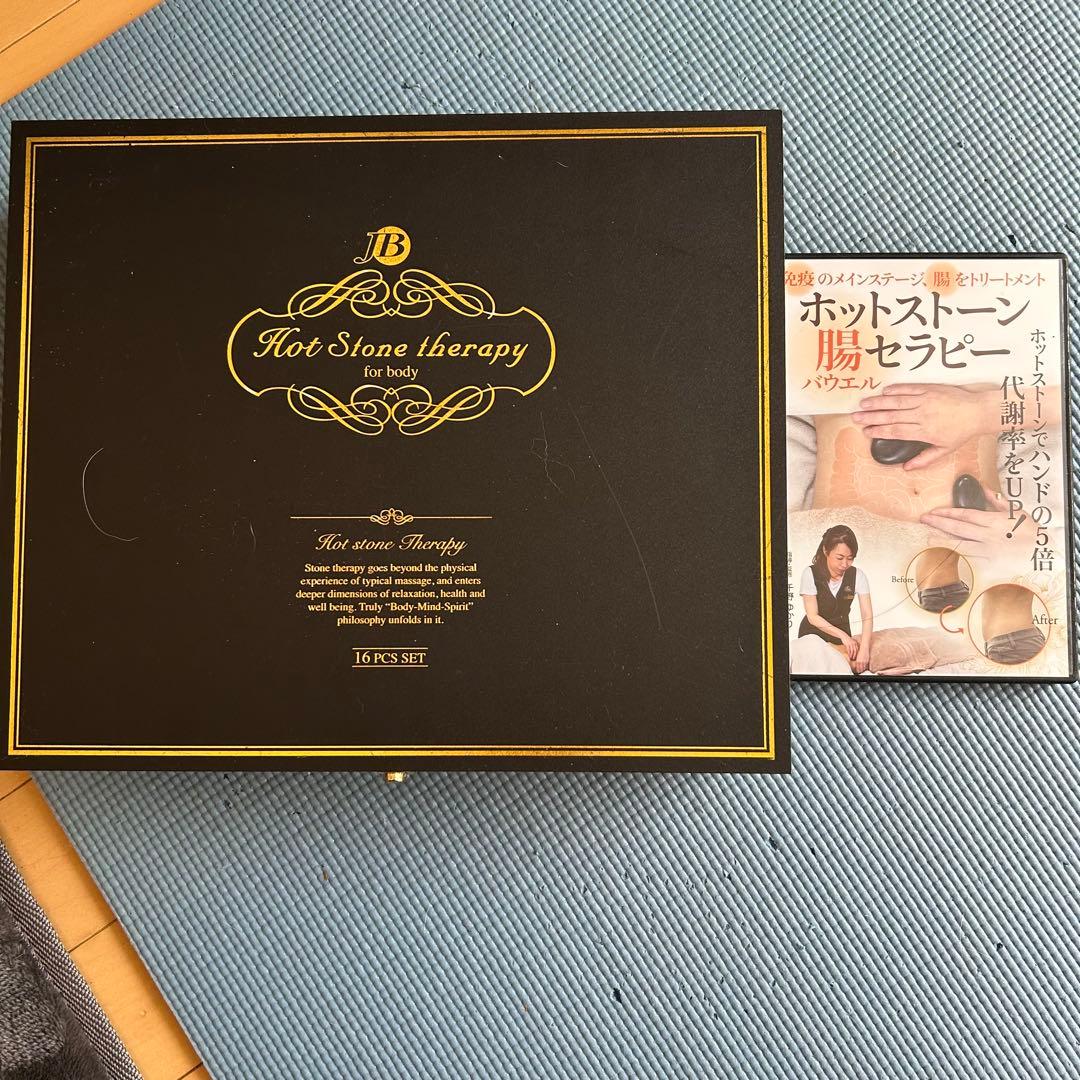 JB
Hot Stone therapy
for body
Hot stone Therapy
Stone therapy goes beyond the physical
experience of typical massage, and enters
deeper dimensions of relaxation, health and
well being. Truly “Body-Mind-Spirit”
philosophy unfolds in it.
16 PCS SET
免疫のメインステージ、腸をトリートメント
ホットストーン
腸セラピー
バウエル
ホットストーンでハンドの5倍
代謝率をUP!
Before
After